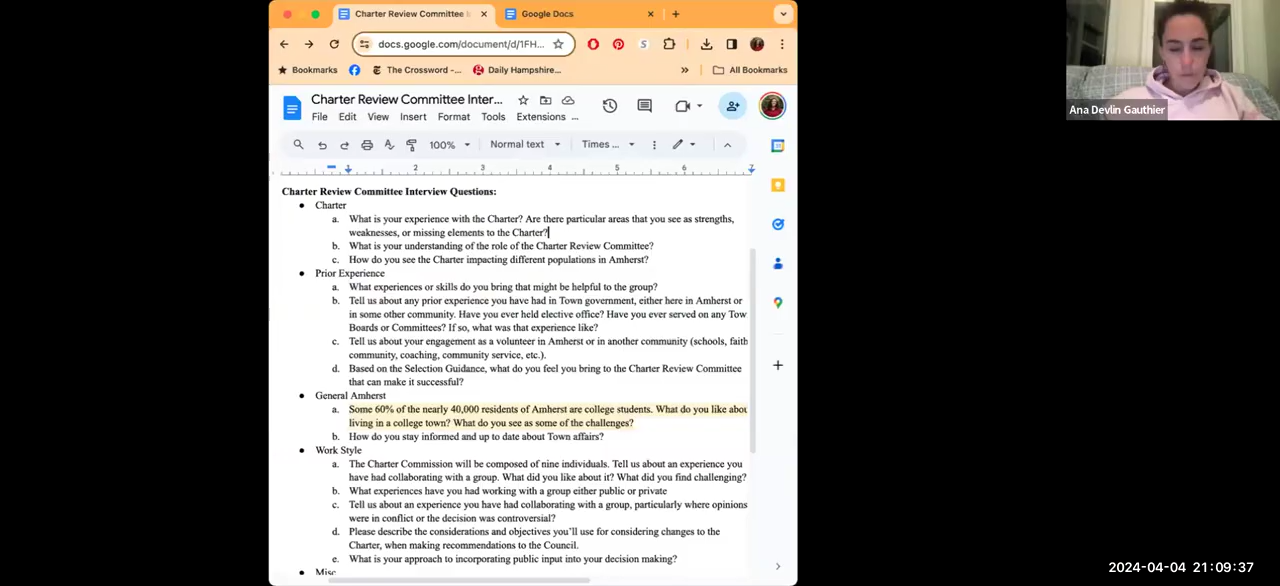 Charter Review Committee I
Google Docs
docs.google.com/document/d/1FH...
Bookmarks
The Crossword -...
Daily Hampshire...
All Bookmarks
Charter Review Committee Inter...
File Edit View Insert Format Tools Extensions ...
100% Normal text Times ...
2 3 4 5 6 7
Charter Review Committee Interview Questions:
Charter
a. What is your experience with the Charter? Are there particular areas that you see as strengths,
weaknesses, or missing elements to the Charter?
b. What is your understanding of the role of the Charter Review Committee?
c. How do you see the Charter impacting different populations in Amherst?
Prior Experience
a. What experiences or skills do you bring that might be helpful to the group?
b. Tell us about any prior experience you have had in Town government, either here in Amherst or
in some other community. Have you ever held elective office? Have you ever served on any Tow
Boards or Committees? If so, what was that experience like?
c. Tell us about your engagement as a volunteer in Amherst or in another community (schools, faith
community, coaching, community service, etc.).
d. Based on the Selection Guidance, what do you feel you bring to the Charter Review Committee
that can make it successful?
General Amherst
a. Some 60% of the nearly 40,000 residents of Amherst are college students. What do you like abou
living in a college town? What do you see as some of the challenges?
b. How do you stay informed and up to date about Town affairs?
Work Style
a. The Charter Commission will be composed of nine individuals. Tell us about an experience you
have had collaborating with a group. What did you like about it? What did you find challenging?
b. What experiences have you had working with a group either public or private
c. Tell us about an experience you have had collaborating with a group, particularly where opinions
were in conflict or the decision was controversial?
d. Please describe the considerations and objectives you'll use for considering changes to the
Charter, when making recommendations to the Council.
e. What is your approach to incorporating public input into your decision making?
Misc
Ana Devlin Gauthier
2024-04-04 21:09:37